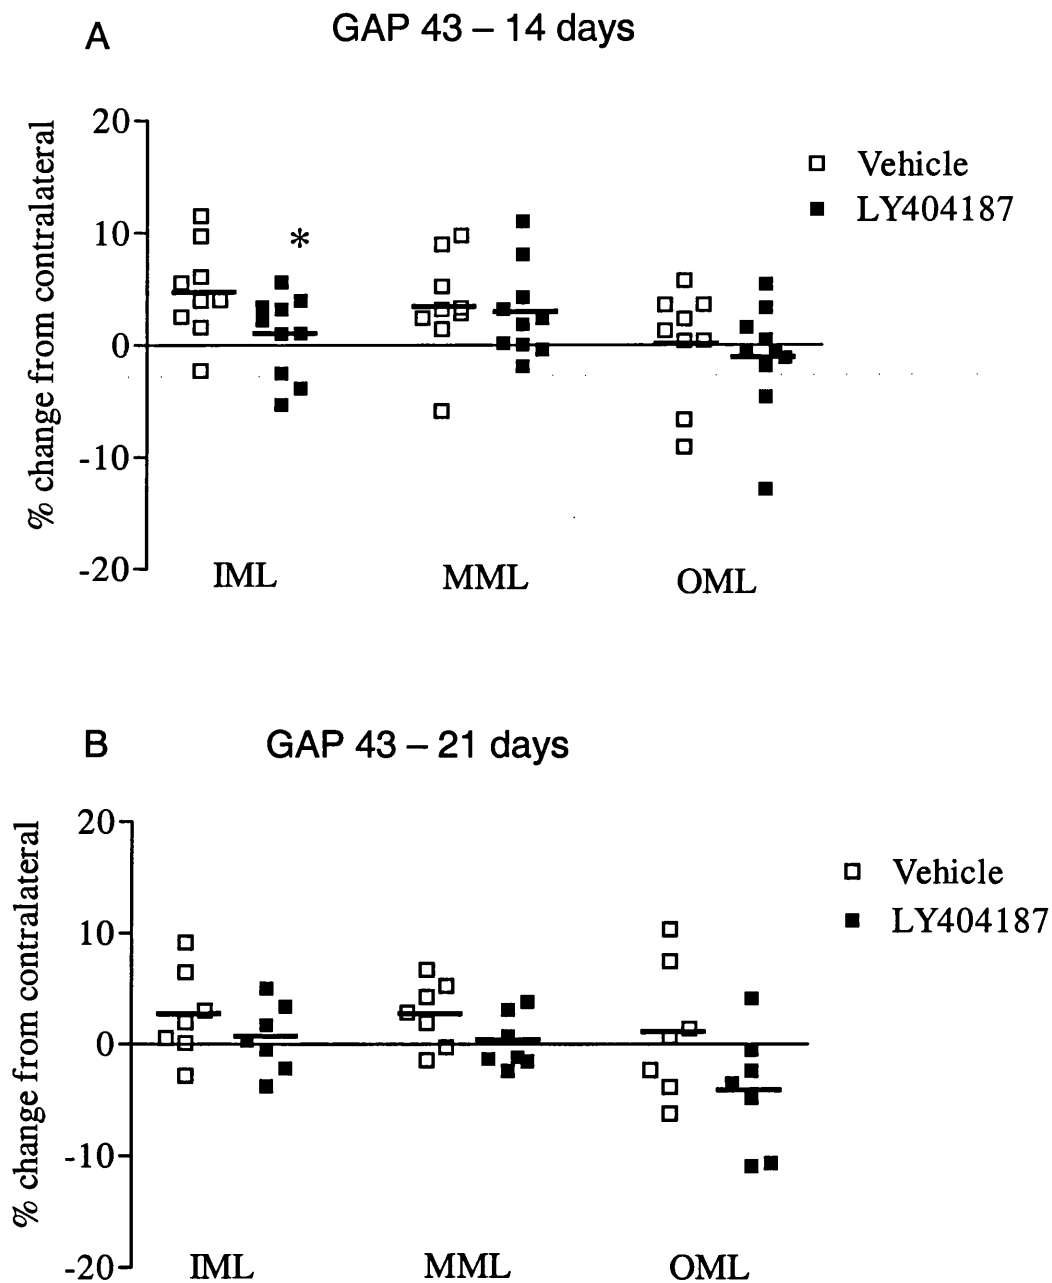 A
GAP 43 – 14 days
% change from contralateral
20
10
0
-10
-20
*
Vehicle
LY404187
IML
MML
OML
B
GAP 43 – 21 days
% change from contralateral
20
10
0
-10
-20
Vehicle
LY404187
IML
MML
OML